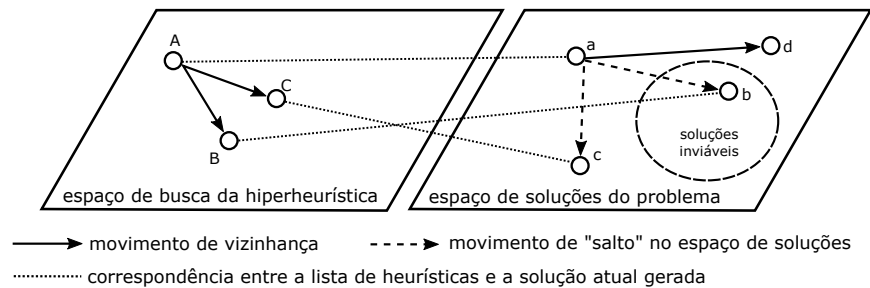 A
C
B
espaço de busca da hiperheurística
a
d
b
soluções
inviáveis
c
espaço de soluções do problema
movimento de vizinhança
movimento de "salto" no espaço de soluções
correspondência entre a lista de heurísticas e a solução atual gerada